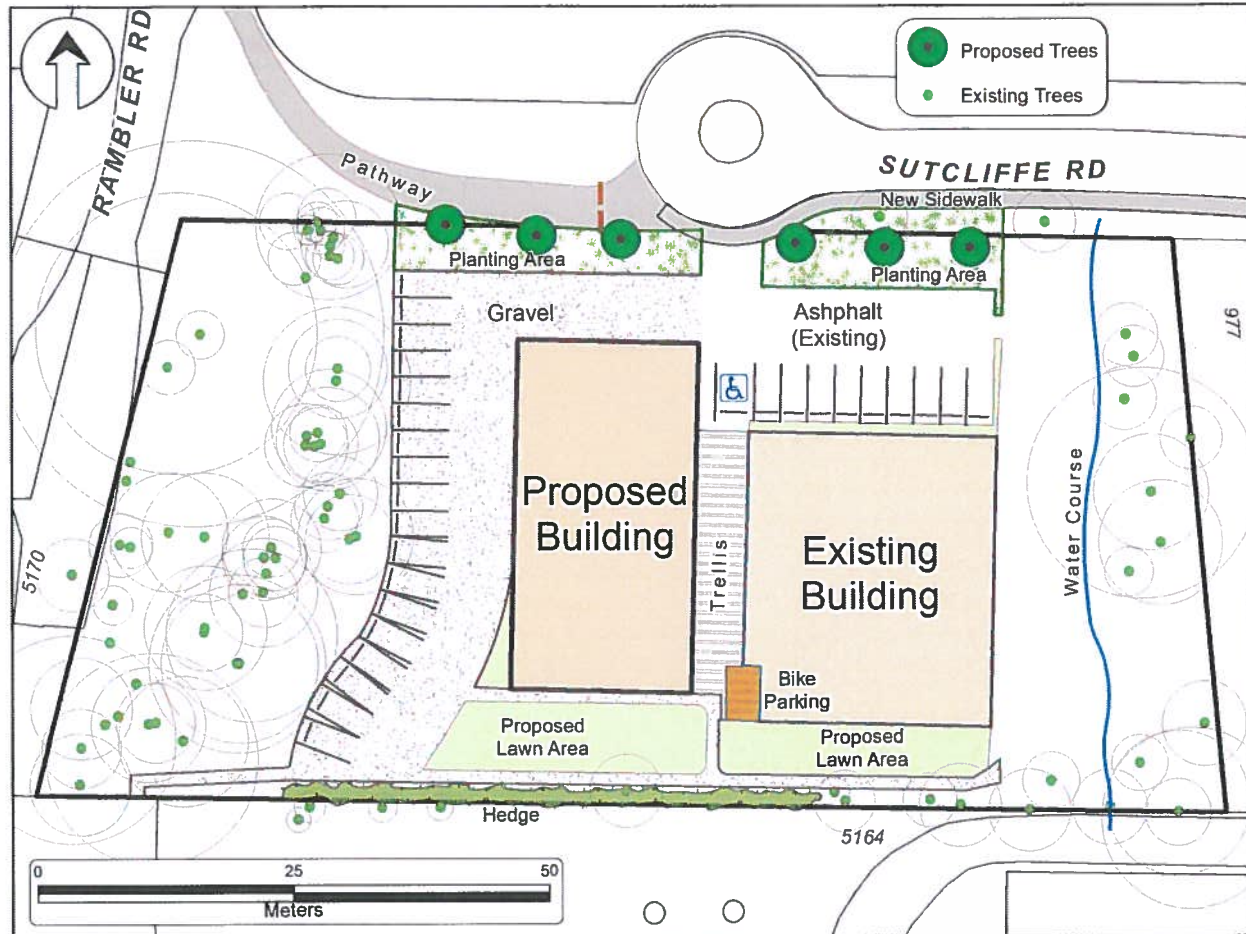 RAMBLER RD
Proposed Trees
Existing Trees
Pathway
SUTCLIFFE RD
New Sidewalk
Planting Area
Planting Area
Gravel
Ashphalt
(Existing)
977
Proposed
Building
Trellis
Existing
Building
Water Course
5170
Bike
Parking
Proposed
Lawn Area
Proposed
Lawn Area
Hedge
5164
0 25 50
Meters